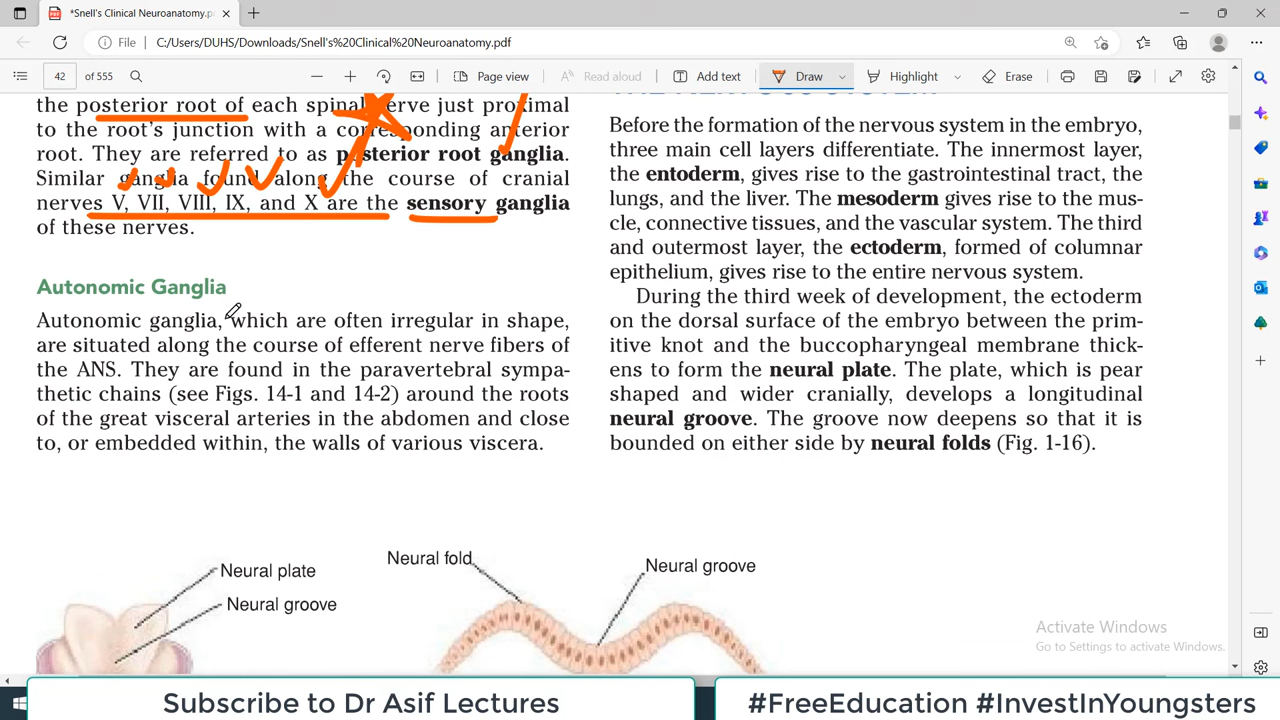 *Snell's Clinical Neuroanatomy.p
File
C:/Users/DUHS/Downloads/Snell's%20Clinical%20Neuroanatomy.pdf
42
of 555
Page view
Read aloud
Add text
Draw
Highlight
Erase
the posterior root of each spinal nerve just proximal
to the root's junction with a corresponding anterior
root. They are referred to as posterior root ganglia.
Similar ganglia found along the course of cranial
nerves V, VII, VIII, IX, and X are the sensory ganglia
of these nerves.
Autonomic Ganglia
Autonomic ganglia, which are often irregular in shape,
are situated along the course of efferent nerve fibers of
the ANS. They are found in the paravertebral sympa-
thetic chains (see Figs. 14-1 and 14-2) around the roots
of the great visceral arteries in the abdomen and close
to, or embedded within, the walls of various viscera.
Before the formation of the nervous system in the embryo,
three main cell layers differentiate. The innermost layer,
the entoderm, gives rise to the gastrointestinal tract, the
lungs, and the liver. The mesoderm gives rise to the mus-
cle, connective tissues, and the vascular system. The third
and outermost layer, the ectoderm, formed of columnar
epithelium, gives rise to the entire nervous system.
During the third week of development, the ectoderm
on the dorsal surface of the embryo between the prim-
itive knot and the buccopharyngeal membrane thick-
ens to form the neural plate. The plate, which is pear
shaped and wider cranially, develops a longitudinal
neural groove. The groove now deepens so that it is
bounded on either side by neural folds (Fig. 1-16).
Neural plate
Neural groove
Neural fold
Neural groove
Activate Windows
Go to Settings to activate Windows.
Subscribe to Dr Asif Lectures
#FreeEducation #InvestInYoungsters